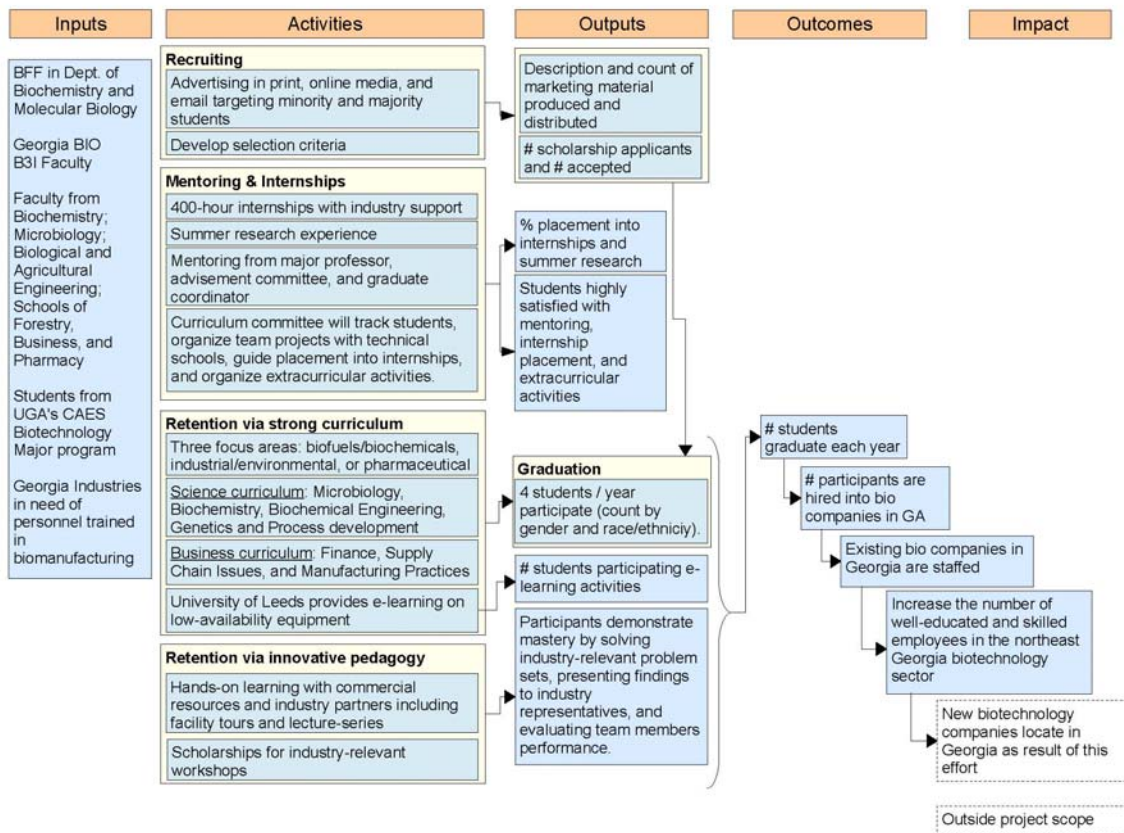 Inputs
Activities
Outputs
Outcomes
Impact
BFF in Dept. of
Biochemistry and
Molecular Biology
Georgia BIO
B3I Faculty
Faculty from
Biochemistry;
Microbiology;
Biological and
Agricultural
Engineering;
Schools of
Forestry,
Business, and
Pharmacy
Students from
UGA's CAES
Biotechnology
Major program
Georgia Industries
in need of
personnel trained
in
biomanufacturing
Recruiting
Advertising in print, online media, and
email targeting minority and majority
students
Develop selection criteria
Mentoring & Internships
400-hour internships with industry support
Summer research experience
Mentoring from major professor,
advisement committee, and graduate
coordinator
Curriculum committee will track students,
organize team projects with technical
schools, guide placement into internships,
and organize extracurricular activities.
Retention via strong curriculum
Three focus areas: biofuels/biochemicals,
industrial/environmental, or pharmaceutical
Science curriculum: Microbiology,
Biochemistry, Biochemical Engineering,
Genetics and Process development
Business curriculum: Finance, Supply
Chain Issues, and Manufacturing Practices
University of Leeds provides e-learning on
low-availability equipment
Retention via innovative pedagogy
Hands-on learning with commercial
resources and industry partners including
facility tours and lecture-series
Scholarships for industry-relevant
workshops
Description and count of
marketing material
produced and
distributed
# scholarship applicants
and # accepted
% placement into
internships and
summer research
Students highly
satisfied with
mentoring,
internship
placement, and
extracurricular
activities
Graduation
4 students / year
participate (count by
gender and race/ethniciy).
# students participating e-
learning activities
Participants demonstrate
mastery by solving
industry-relevant problem
sets, presenting findings
to industry
representatives, and
evaluating team members
performance.
# students
graduate each year
# participants are
hired into bio
companies in GA
Existing bio companies in
Georgia are staffed
Increase the number of
well-educated and skilled
employees in the northeast
Georgia biotechnology
sector
New biotechnology
companies locate in
Georgia as result of this
effort
Outside project scope